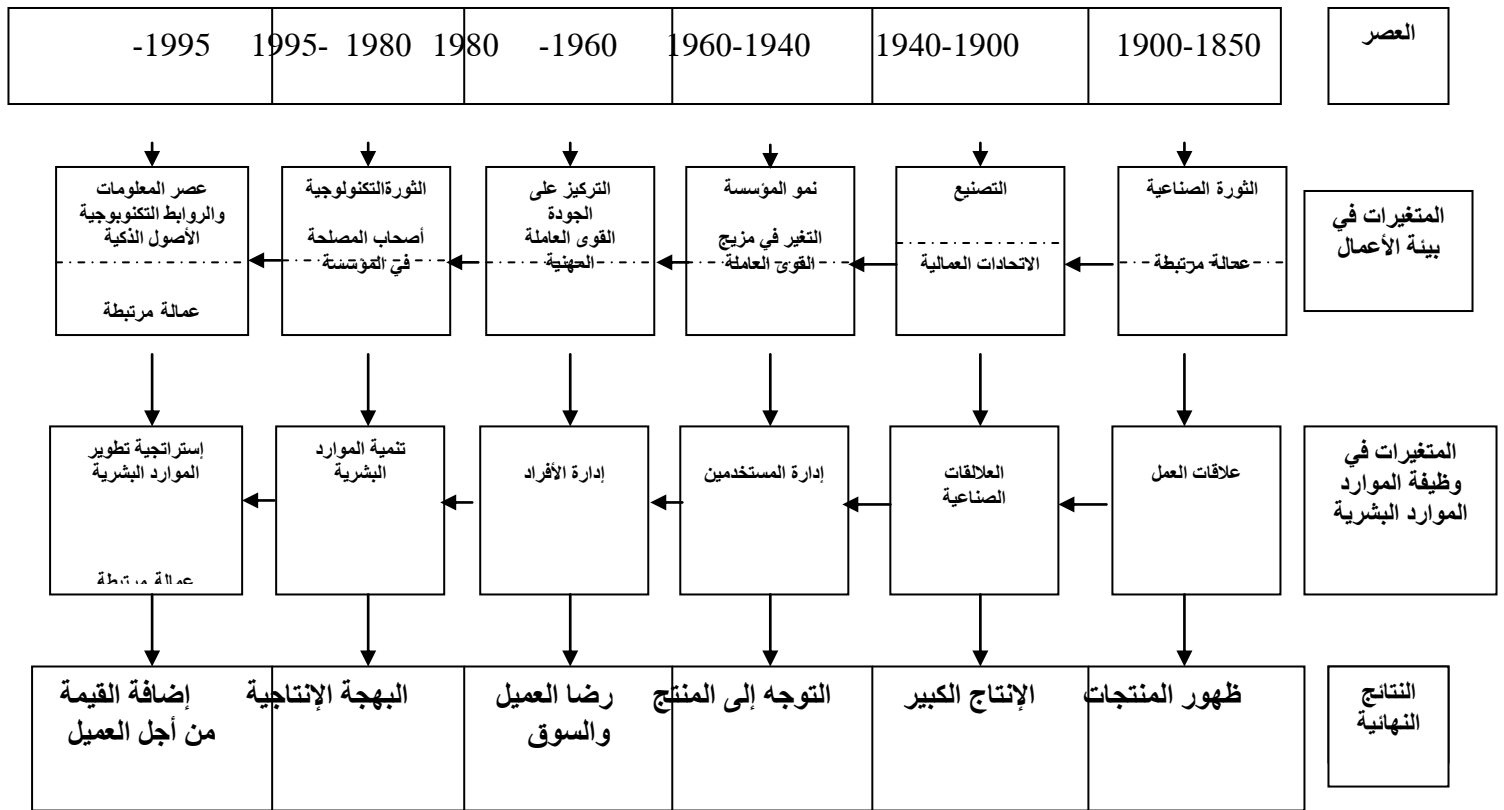 العصر
1900-1850
1940-1900
1960-1940
-1960 1980
1995- 1980
-1995
المتغيرات في
بيئة الأعمال
الثورة الصناعية
عمالة مرتبطة
التصنيع
الاتحادات العمالية
نمو المؤسسة
التغير في مزيج
القوى العاملة
التركيز على
الجودة
القوى العاملة
المهنية
الثورةالتكنولوجية
أصحاب المصلحة
في المؤسسة
عصر المعلومات
والروابط التكنوبوجية
الأصول الذكية
عمالة مرتبطة
المتغيرات في
وظيفة الموارد
الموارد البشرية
علاقات العمل
العلالقات
الصناعية
إدارة المستخدمين
إدارة الأفراد
تنمية الموارد
البشرية
إستراتجية تطوير
الموارد البشرية
عمالة مرتبطة
النتائج
النهائية
ظهور المنتجات
الإنتاج الكبير
التوجه إلى المنتج
رضا العميل
والسوق
البهجة الإنتاجية
إضافة القيمة
من أجل العميل